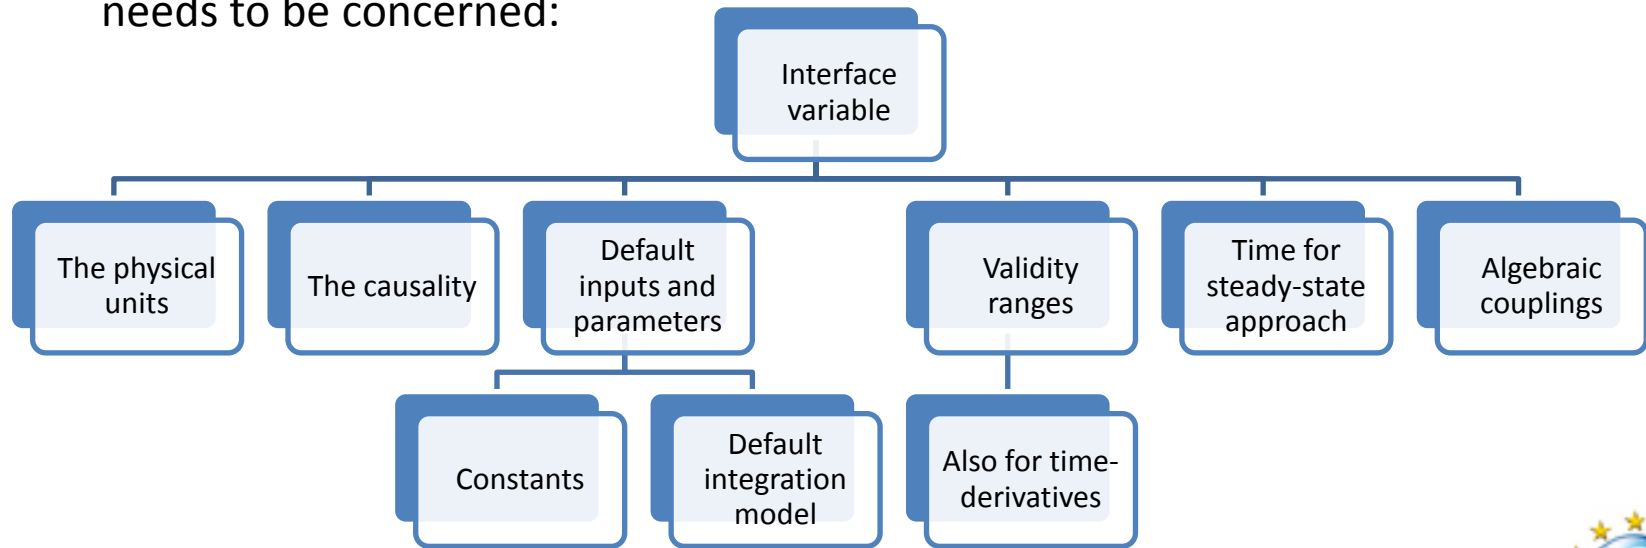 needs to be concerned:
Interface
variable
The physical
units
The causality
Default
inputs and
parameters
Validity
ranges
Time for
steady-state
approach
Algebraic
couplings
Constants
Default
integration
model
Also for time-
derivatives